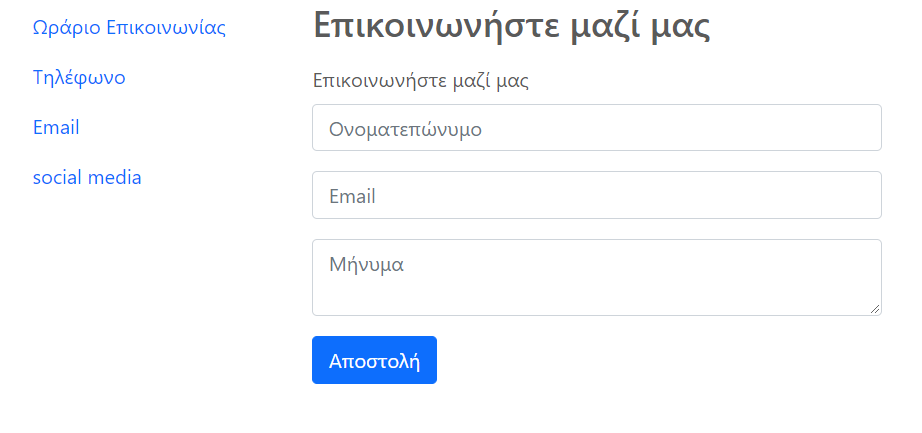 Ωράριο Επικοινωνίας
Τηλέφωνο
Email
social media
Επικοινωνήστε μαζί μας
Επικοινωνήστε μαζί μας
Ονοματεπώνυμο
Email
Μήνυμα
Αποστολή